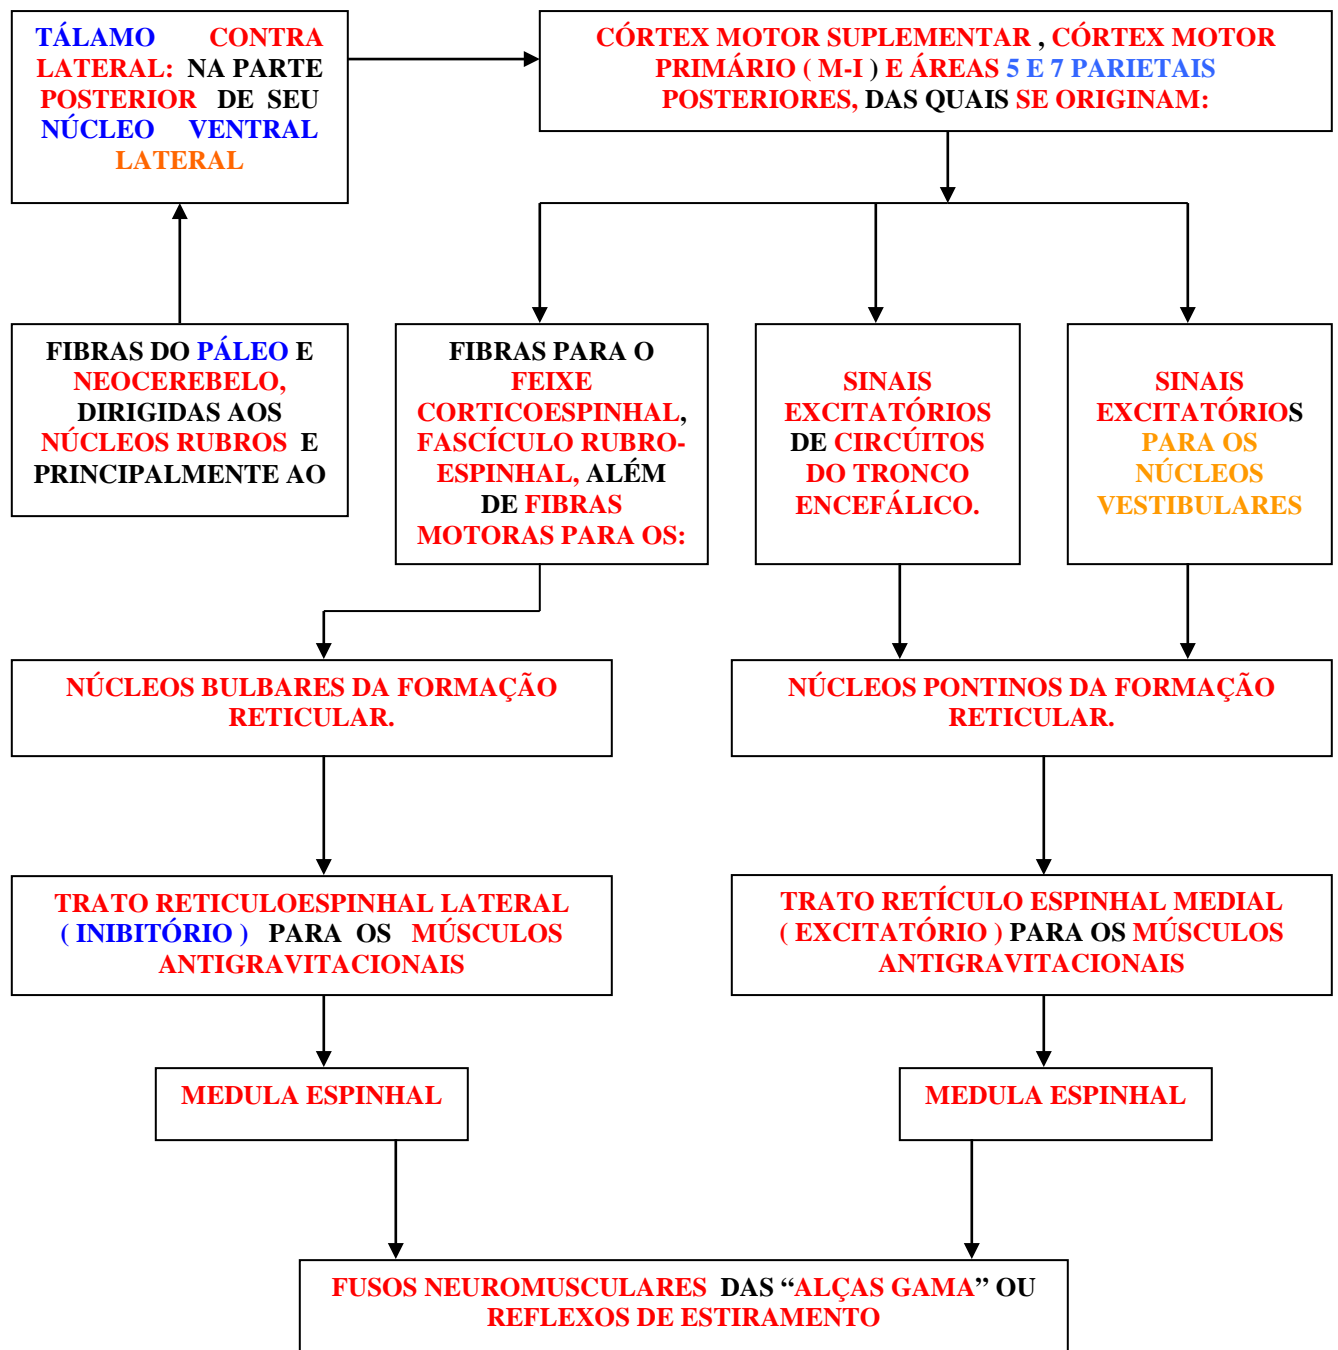 TÁLAMO CONTRA
LATERAL: NA PARTE
POSTERIOR DE SEU
NÚCLEO VENTRAL
LATERAL
CÓRTEX MOTOR SUPLEMENTAR , CÓRTEX MOTOR
PRIMÁRIO ( M-I ) E ÁREAS 5 E 7 PARIETAIS
POSTERIORES, DAS QUAIS SE ORIGINAM:
FIBRAS DO PÁLEO E
NEOCEREBELO,
DIRIGIDAS AOS
NÚCLEOS RUBROS E
PRINCIPALMENTE AO
FIBRAS PARA O
FEIXE
CORTICOESPINHAL,
FASCÍCULO RUBRO-
ESPINHAL, ALÉM
DE FIBRAS
MOTORAS PARA OS:
SINAIS
EXCITATÓRIOS
DE CIRCÚITOS
DO TRONCO
ENCEFÁLICO.
SINAIS
EXCITATÓRIOS
PARA OS
NÚCLEOS
VESTIBULARES
NÚCLEOS BULBARES DA FORMAÇÃO
RETICULAR.
NÚCLEOS PONTINOS DA FORMAÇÃO
RETICULAR.
TRATO RETICULOESPINHAL LATERAL
( INIBITÓRIO ) PARA OS MÚSCULOS
ANTIGRAVITACIONAIS
TRATO RETÍCULO ESPINHAL MEDIAL
( EXCITATÓRIO ) PARA OS MÚSCULOS
ANTIGRAVITACIONAIS
MEDULA ESPINHAL
MEDULA ESPINHAL
FUSOS NEUROMUSCULARES DAS “ALÇAS GAMA” OU
REFLEXOS DE ESTIRAMENTO